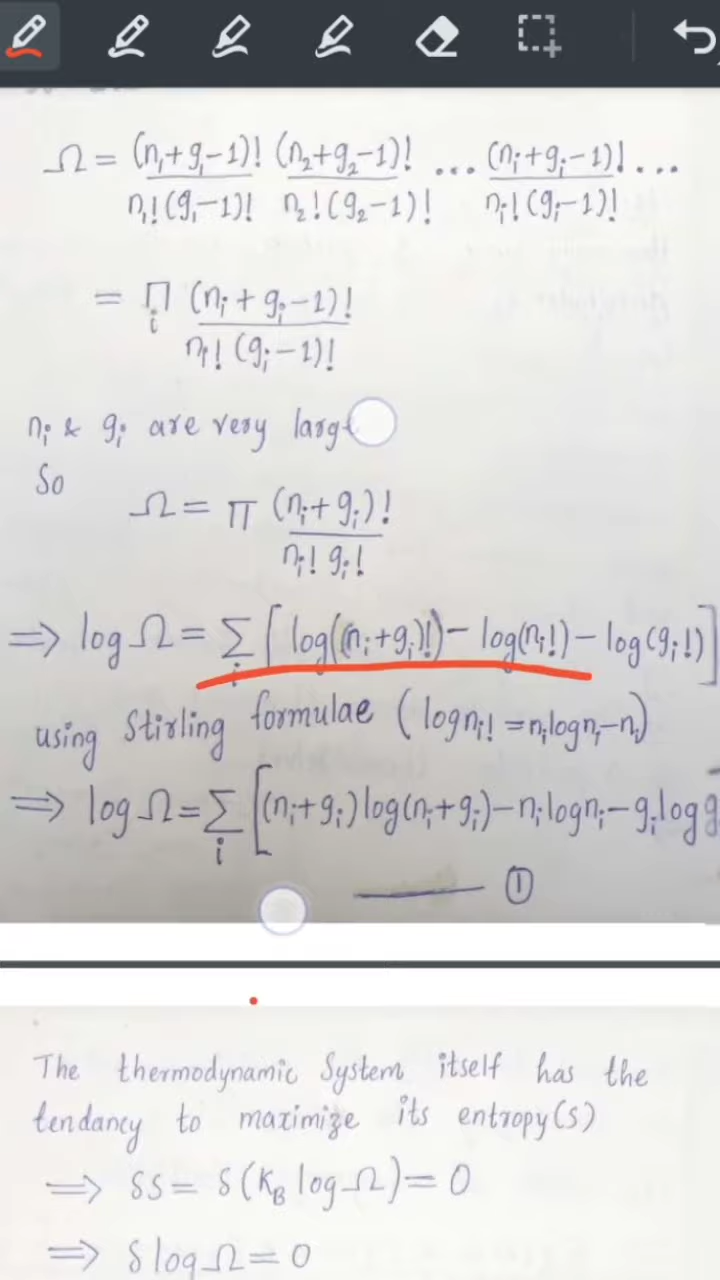 Ω = (n₁+g₁-1)! (n₂+g₂-1)! ... (nᵢ+gᵢ-1)! ...
n₁!(g₁-1)! n₂!(g₂-1)! nᵢ!(gᵢ-1)!
= Π (nᵢ + gᵢ - 1)!
i
nᵢ! (gᵢ - 1)!
nᵢ & gᵢ are very large
So
Ω = Π (nᵢ + gᵢ)!
nᵢ! gᵢ!
⇒ log Ω = Σ [ log((nᵢ+gᵢ)!) - log(nᵢ!) - log(gᵢ!) ]
i
using Stirling formulae ( log nᵢ! = nᵢ log nᵢ - nᵢ )
⇒ log Ω = Σ [ (nᵢ+gᵢ) log(nᵢ+gᵢ) - nᵢ log nᵢ - gᵢ log g
i
①
The thermodynamic System itself has the
tendancy to maximize its entropy(s)
⇒ δS = δ(K_B log Ω) = 0
⇒ δ log Ω = 0